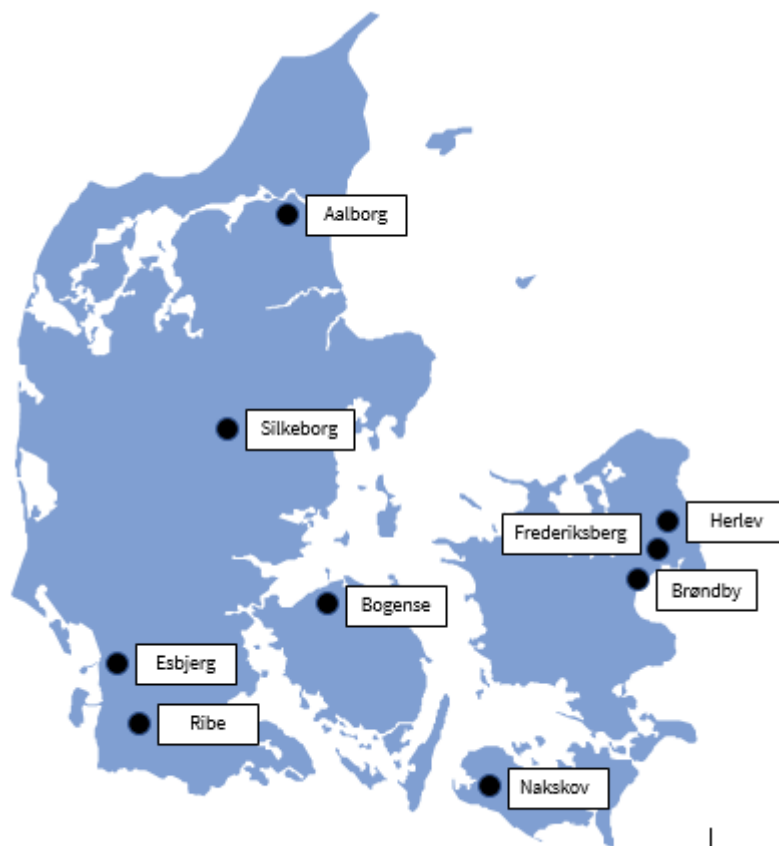 Aalborg
Silkeborg
Herlev
Frederiksberg
Brøndby
Bogense
Esbjerg
Ribe
Nakskov